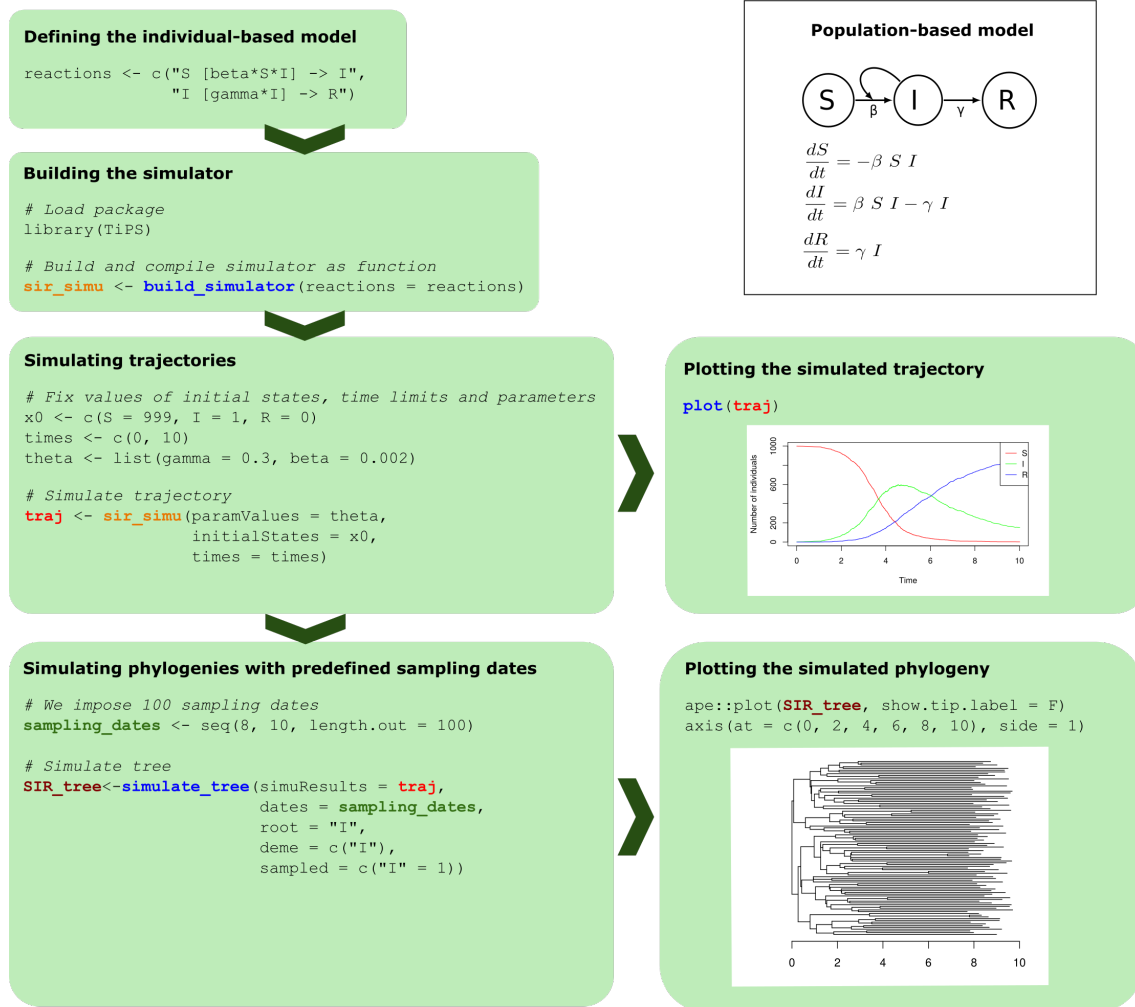 Defining the individual-based model
reactions <- c("S [beta*S*I] -> I",
"I [gamma*I] -> R")
Building the simulator
# Load package
library(TiPS)
# Build and compile simulator as function
sir_simu <- build_simulator(reactions = reactions)
Population-based model
S I R
β γ
dS/dt = −β S I
dI/dt = β S I − γ I
dR/dt = γ I
Simulating trajectories
# Fix values of initial states, time limits and parameters
x0 <- c(S = 999, I = 1, R = 0)
times <- c(0, 10)
theta <- list(gamma = 0.3, beta = 0.002)
# Simulate trajectory
traj <- sir_simu(paramValues = theta,
initialStates = x0,
times = times)
Plotting the simulated trajectory
plot(traj)
Number of individuals
1000
600
200
0
S
I
R
0 2 4 6 8 10
Time
Simulating phylogenies with predefined sampling dates
# We impose 100 sampling dates
sampling_dates <- seq(8, 10, length.out = 100)
# Simulate tree
SIR_tree<-simulate_tree(simuResults = traj,
dates = sampling_dates,
root = "I",
deme = c("I"),
sampled = c("I" = 1))
Plotting the simulated phylogeny
ape::plot(SIR_tree, show.tip.label = F)
axis(at = c(0, 2, 4, 6, 8, 10), side = 1)
0 2 4 6 8 10